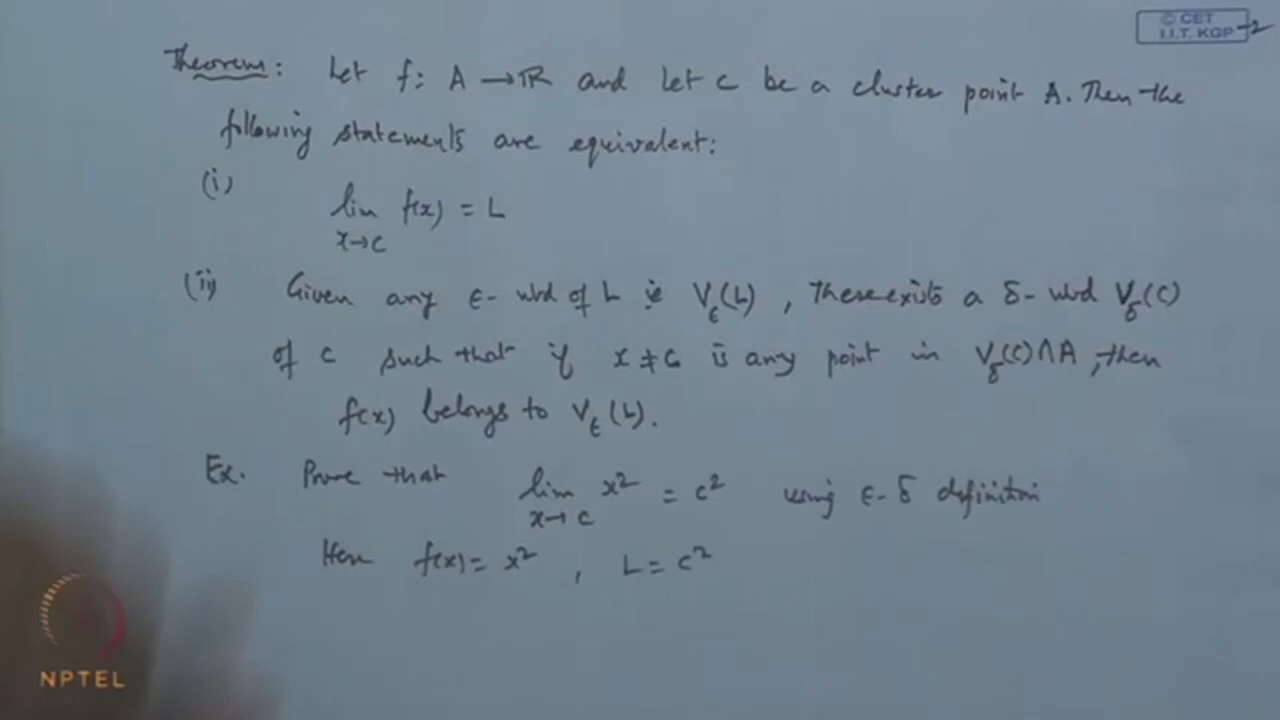 © CET
I.I.T. KGP
Theorem: Let f: A → ℝ and let c be a cluster point A. Then the
following statements are equivalent:
(i)
lim f(x) = L
x→c
(ii) Given any ε- nbd of L ie V_ε(L), there exists a δ- nbd V_δ(c)
of c such that if x ≠ c is any point in V_δ(c)∩A, then
f(x) belongs to V_ε(L).
Ex. Prove that lim x² = c² using ε-δ definition
x→c
Here f(x) = x², L = c²
NPTEL